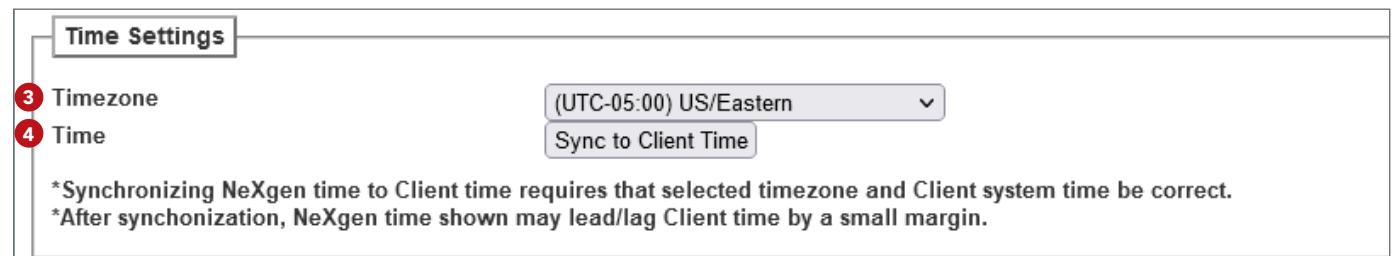 Time Settings
3 Timezone (UTC-05:00) US/Eastern
4 Time Sync to Client Time
*Synchronizing NeXgen time to Client time requires that selected timezone and Client system time be correct.
*After synchonization, NeXgen time shown may lead/lag Client time by a small margin.